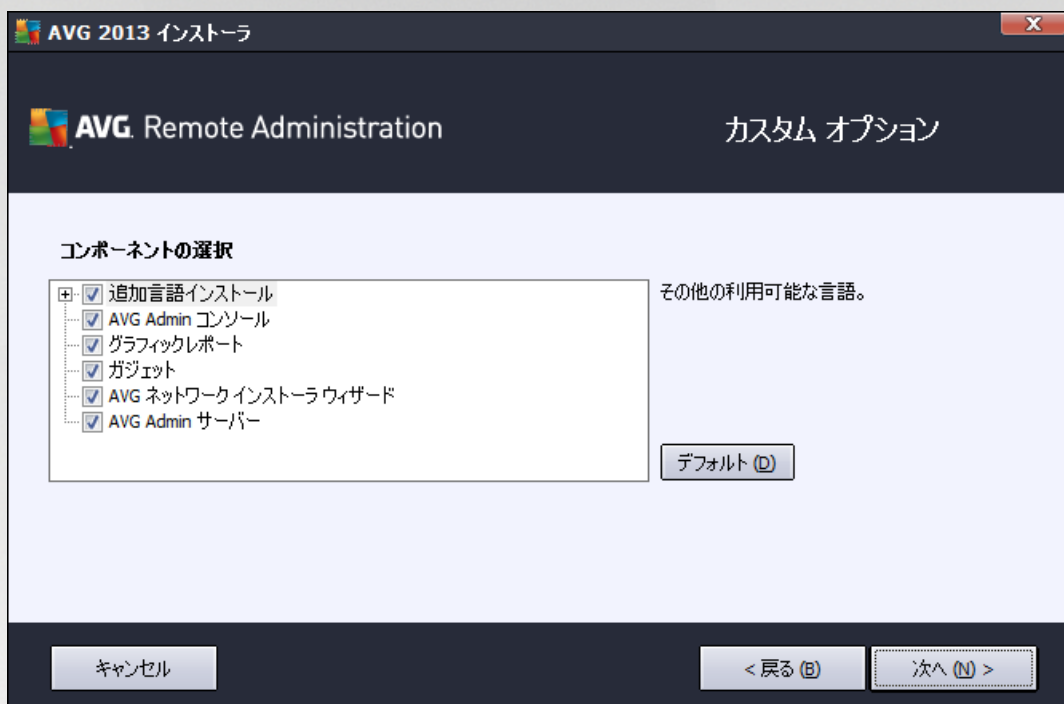 AVG 2013 インストーラ
AVG. Remote Administration
カスタム オプション
コンポーネントの選択
追加言語インストール
AVG Admin コンソール
グラフィックレポート
ガジェット
AVG ネットワーク インストーラ ウィザード
AVG Admin サーバー
その他の利用可能な言語。
デフォルト (D)
キャンセル
< 戻る (B)
次へ (N) >